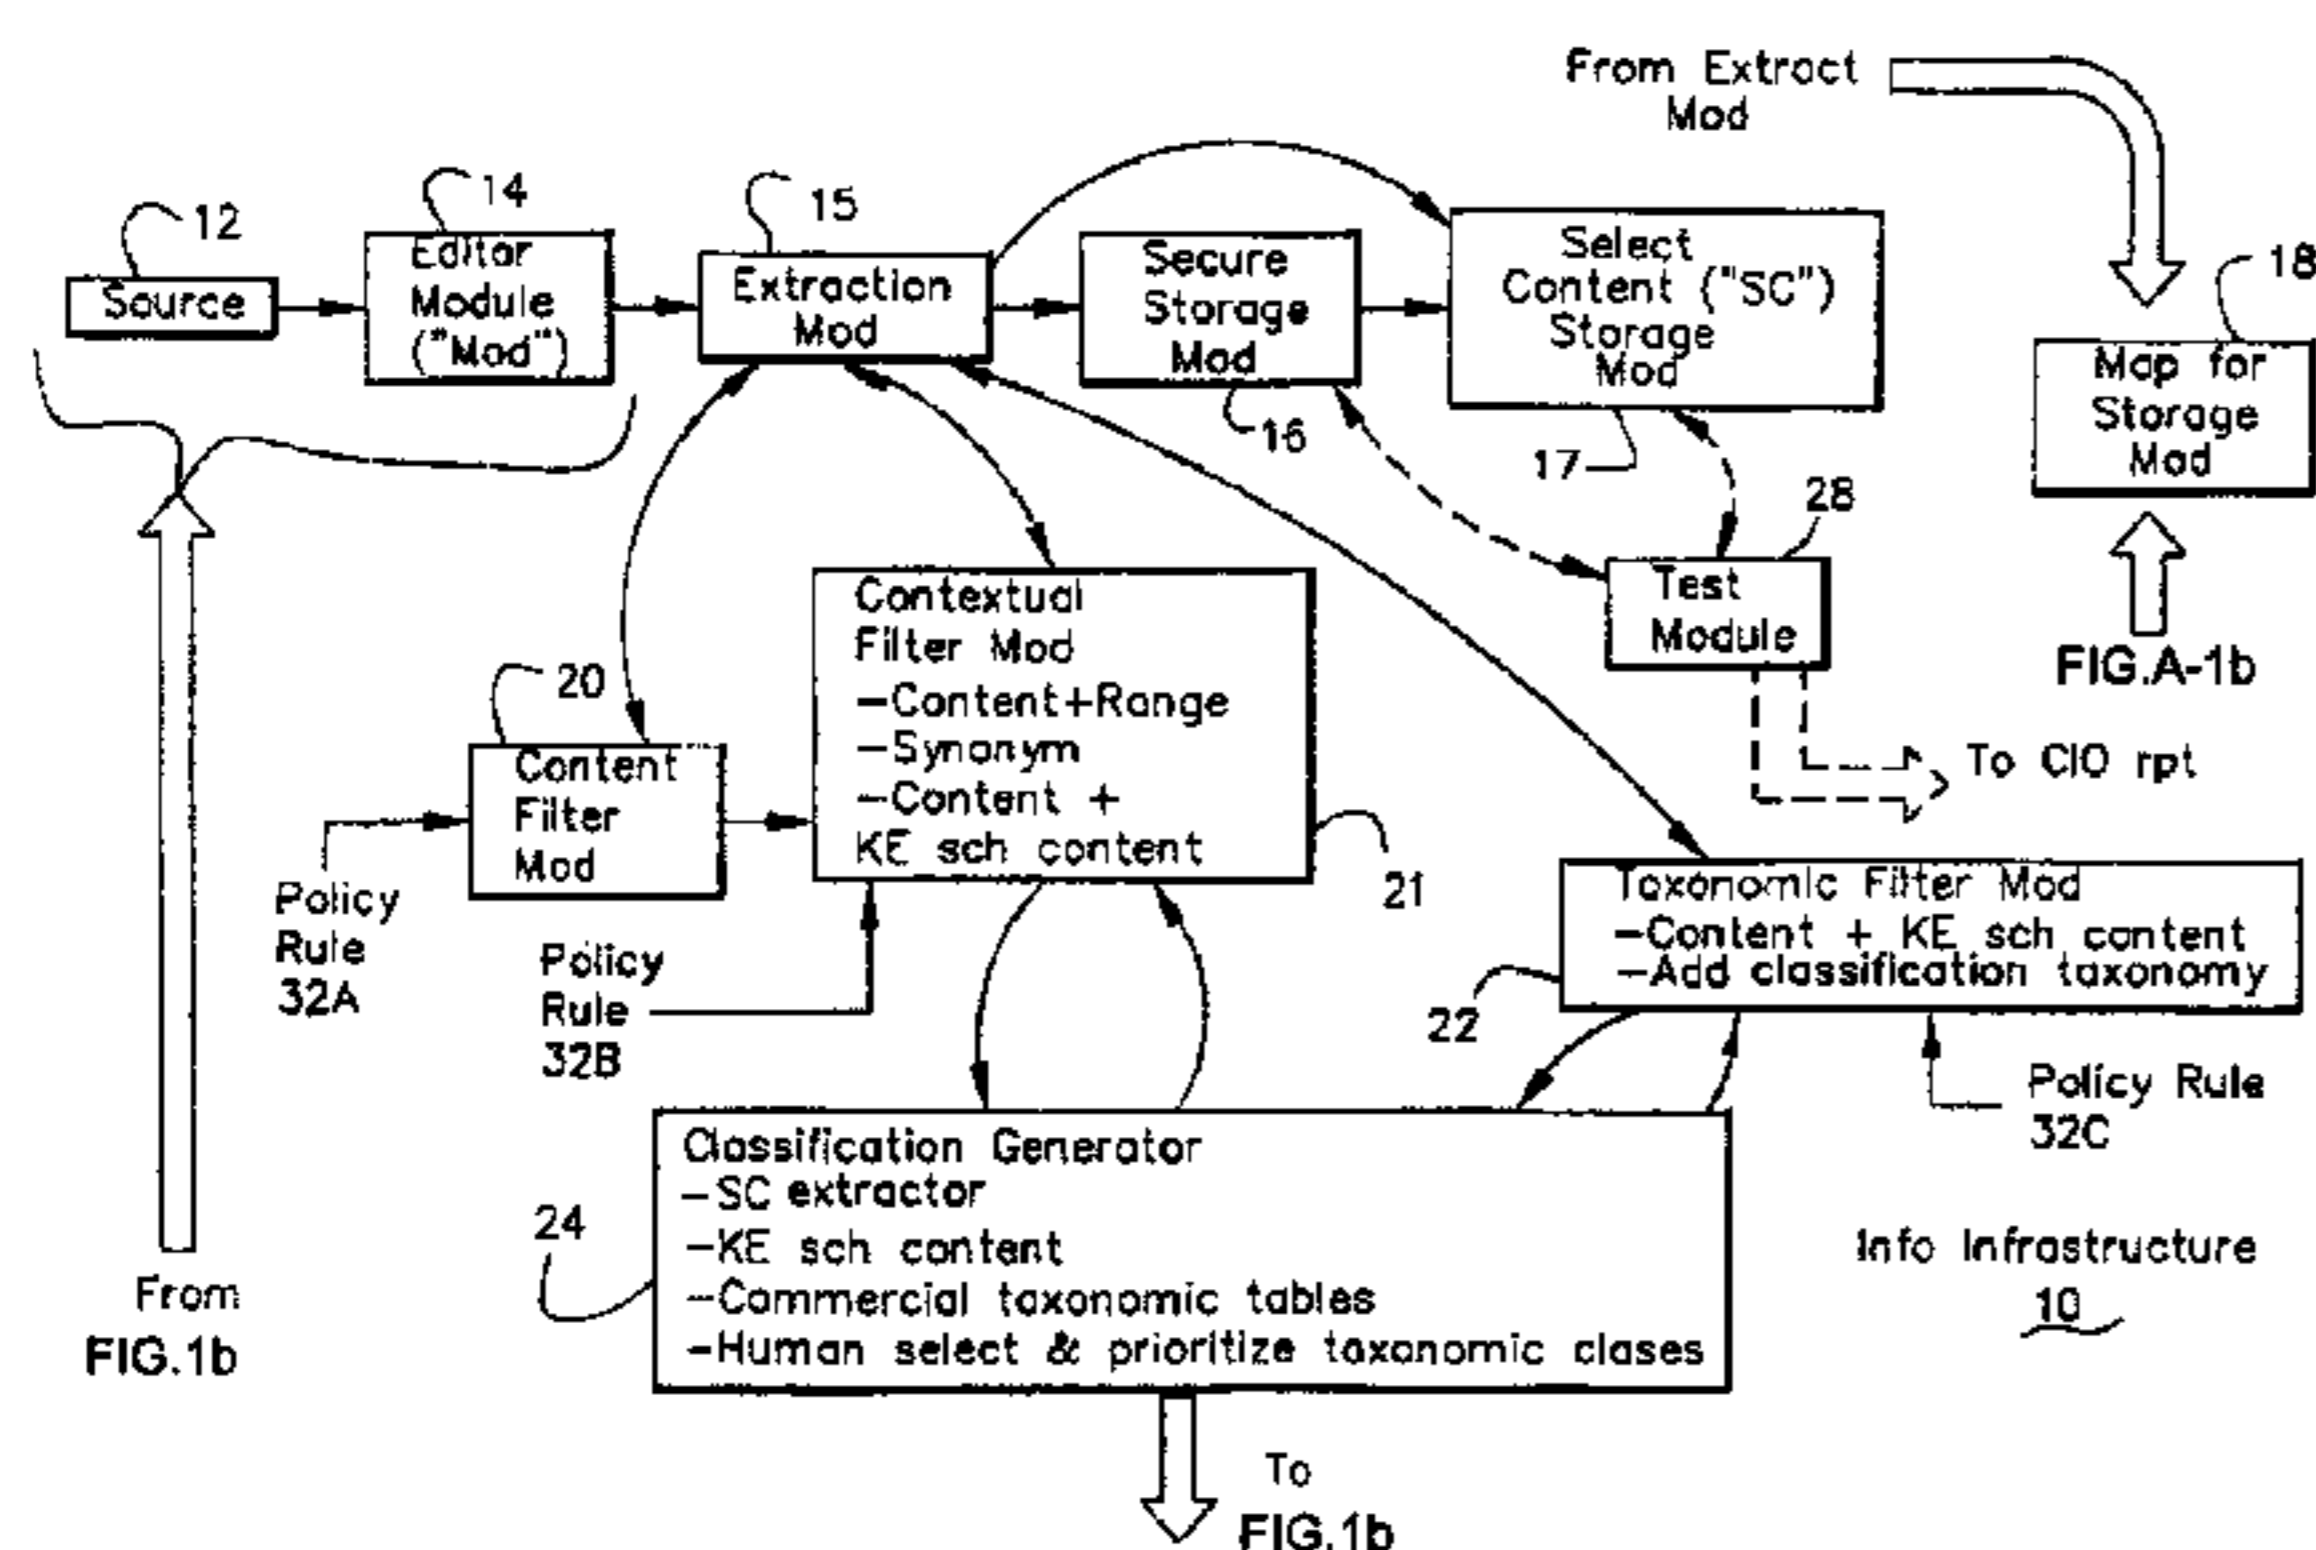 From Extract
Mod
12
14
15
18
Source
Editor
Module
("Mod")
Extraction
Mod
Secure
Storage
Mod
Select
Content ("SC")
Storage
Mod
Map for
Storage
Mod
16
17
28
Test
Module
FIG.A-1b
To CIO rpt
20
Content
Filter
Mod
Contextual
Filter Mod
-Content+Range
-Synonym
-Content +
KE sch content
21
Policy
Rule
32A
Policy
Rule
32B
Taxonomic Filter Mod
-Content + KE sch content
-Add classification taxonomy
22
Policy Rule
32C
Classification Generator
-SC extractor
-KE sch content
-Commercial taxonomic tables
-Human select & prioritize taxonomic clases
24
Info Infrastructure
10
From
FIG.1b
To
FIG.1b